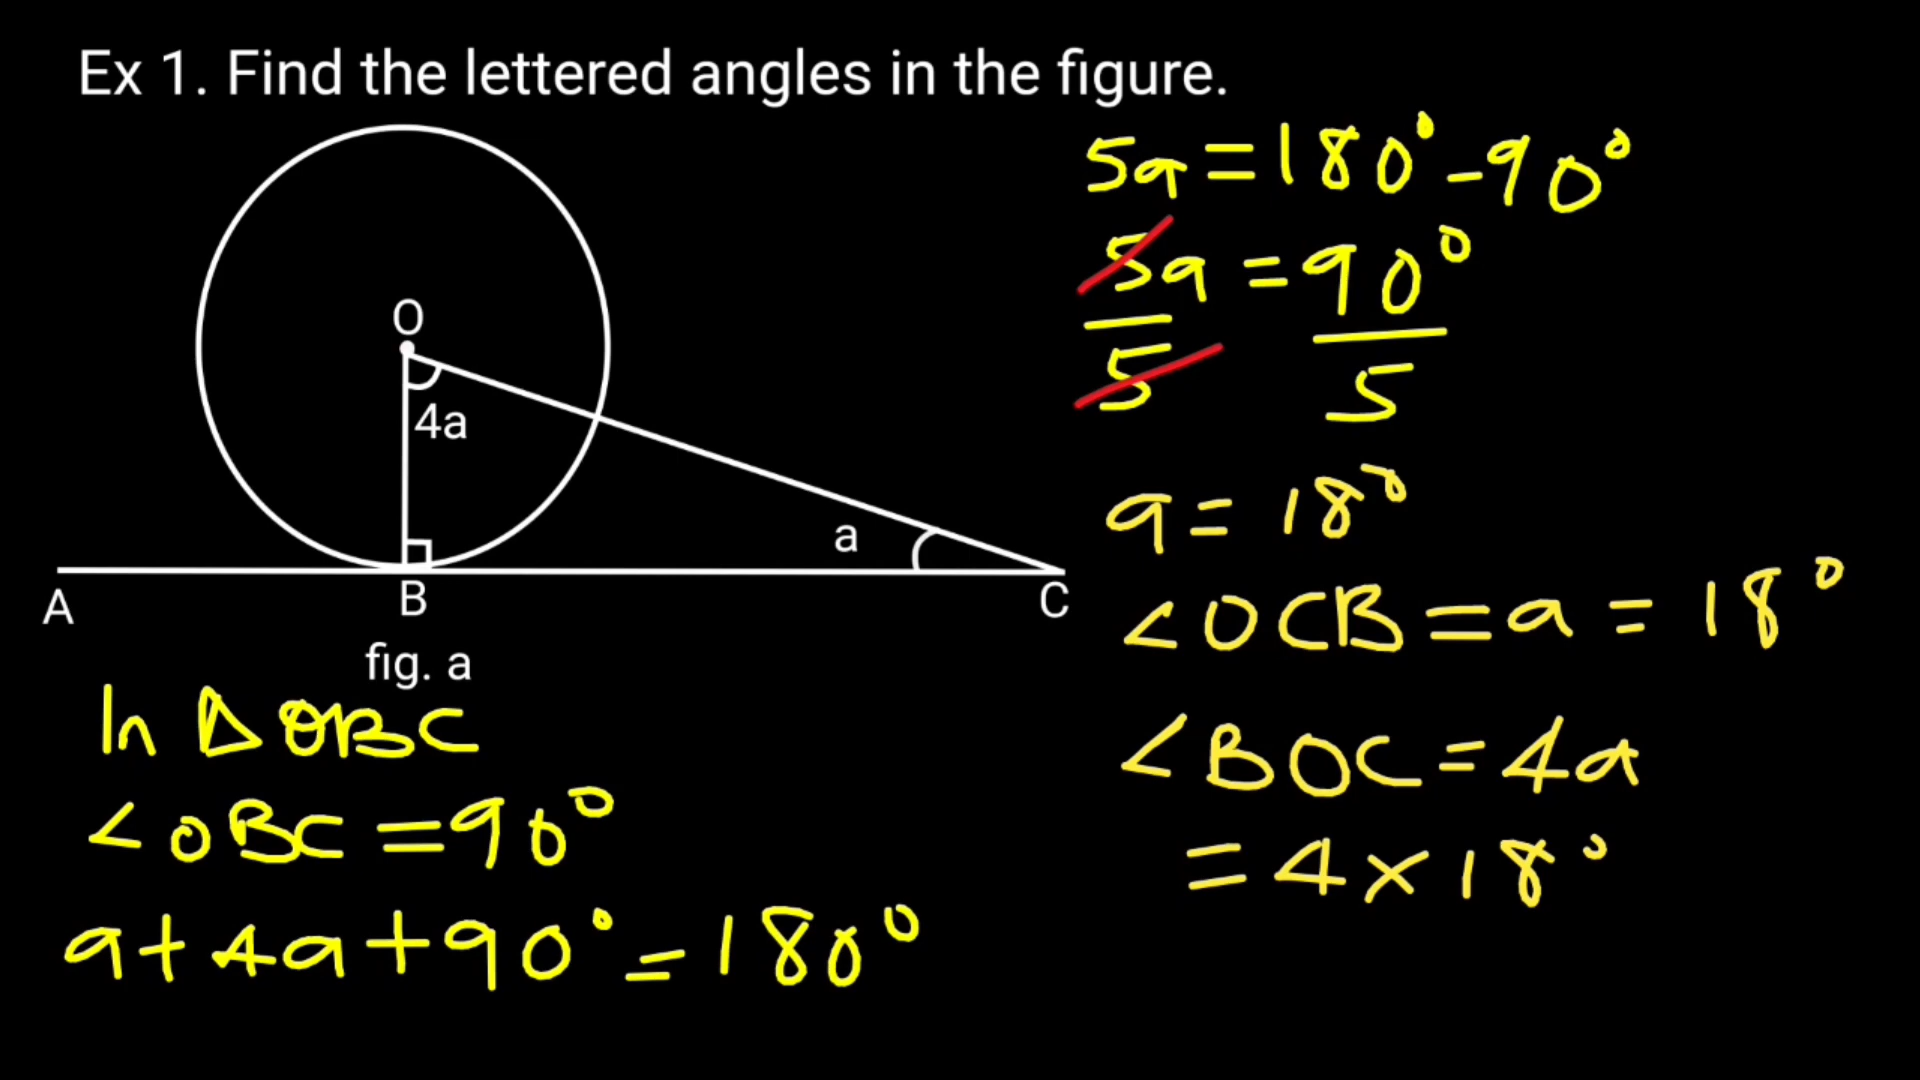 Ex 1. Find the lettered angles in the figure.
O
4a
a
A
B
C
fig. a
In △OBC
∠OBC = 90°
a + 4a + 90° = 180°
5a = 180° - 90°
5a = 90°
5 5
a = 18°
∠OCB = a = 18°
∠BOC = 4a
= 4 × 18°